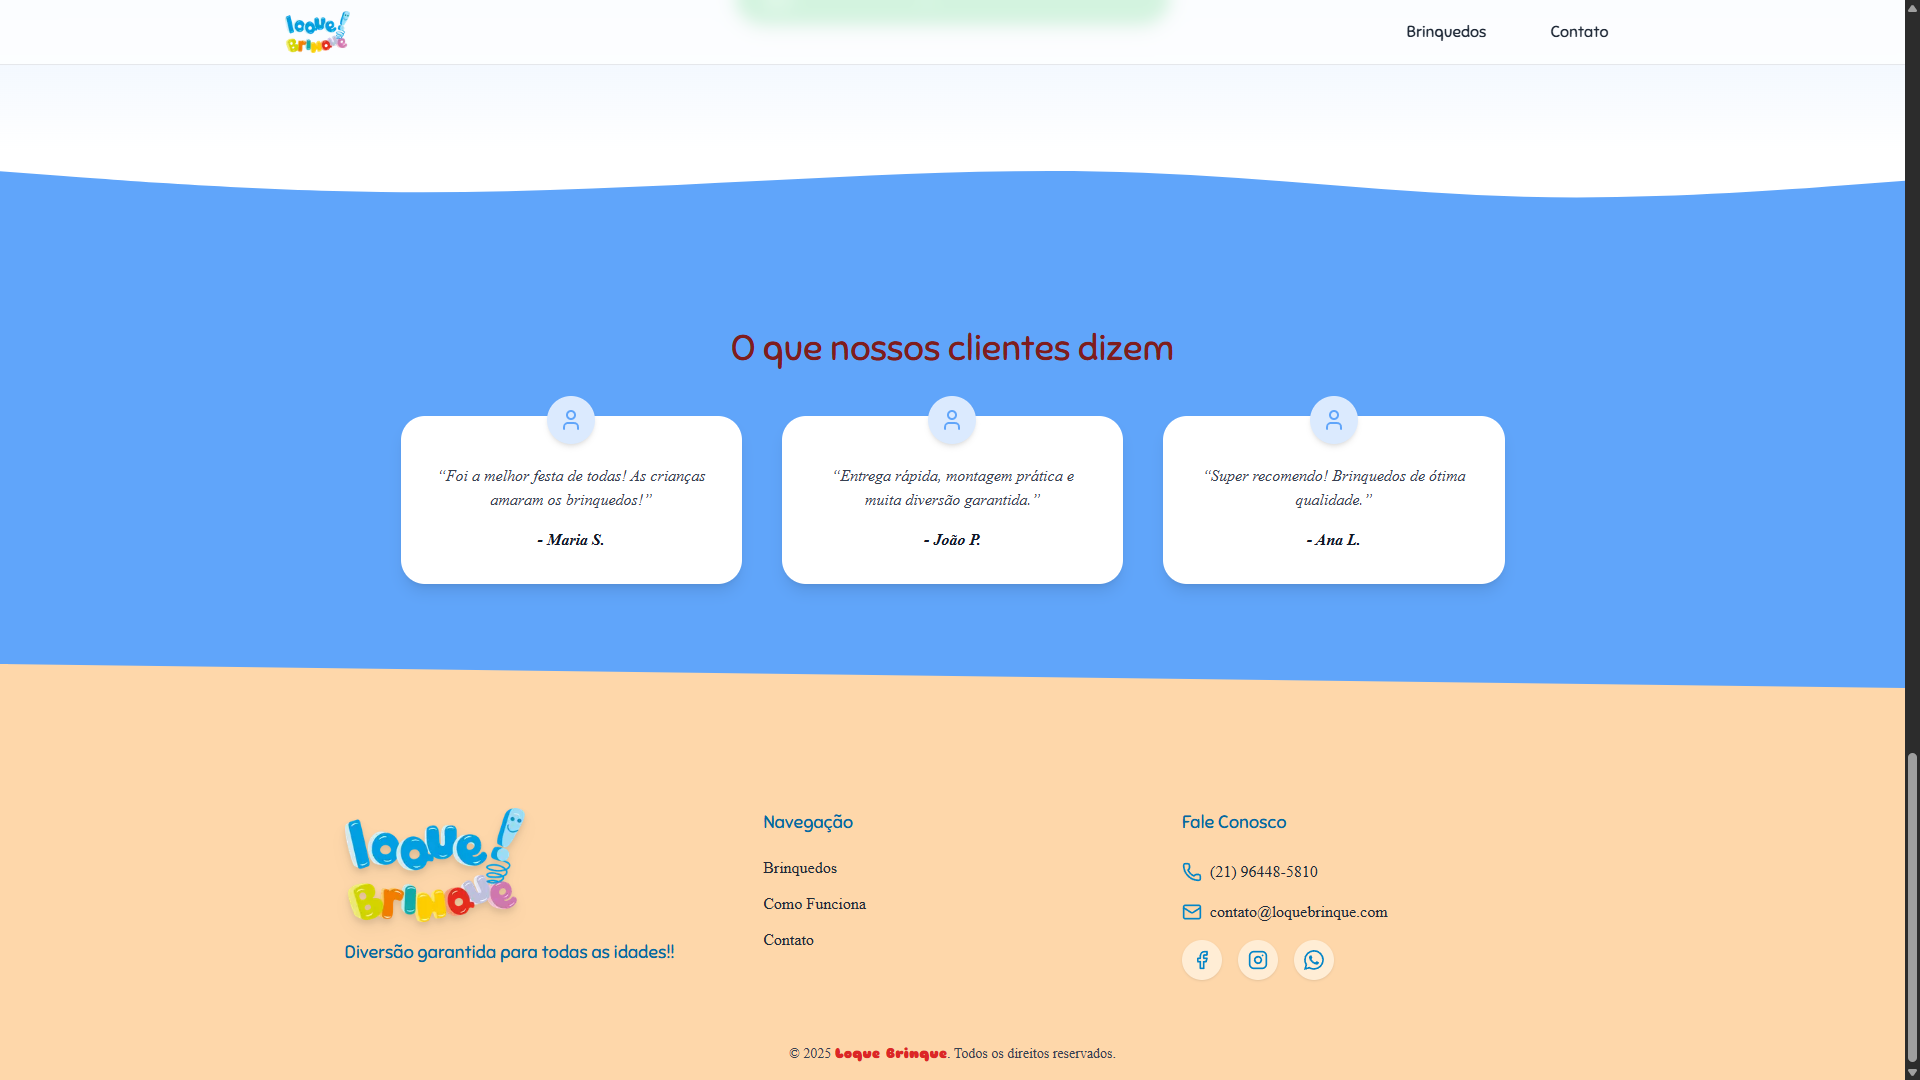 loque!
Brinque
Brinquedos
Contato
O que nossos clientes dizem
“Foi a melhor festa de todas! As crianças
amaram os brinquedos!”
- Maria S.
“Entrega rápida, montagem prática e
muita diversão garantida.”
- João P.
“Super recomendo! Brinquedos de ótima
qualidade.”
- Ana L.
loque!
Brinque
Diversão garantida para todas as idades!!
Navegação
Brinquedos
Como Funciona
Contato
Fale Conosco
(21) 96448-5810
contato@loquebrinque.com
© 2025 Loque Brinque. Todos os direitos reservados.